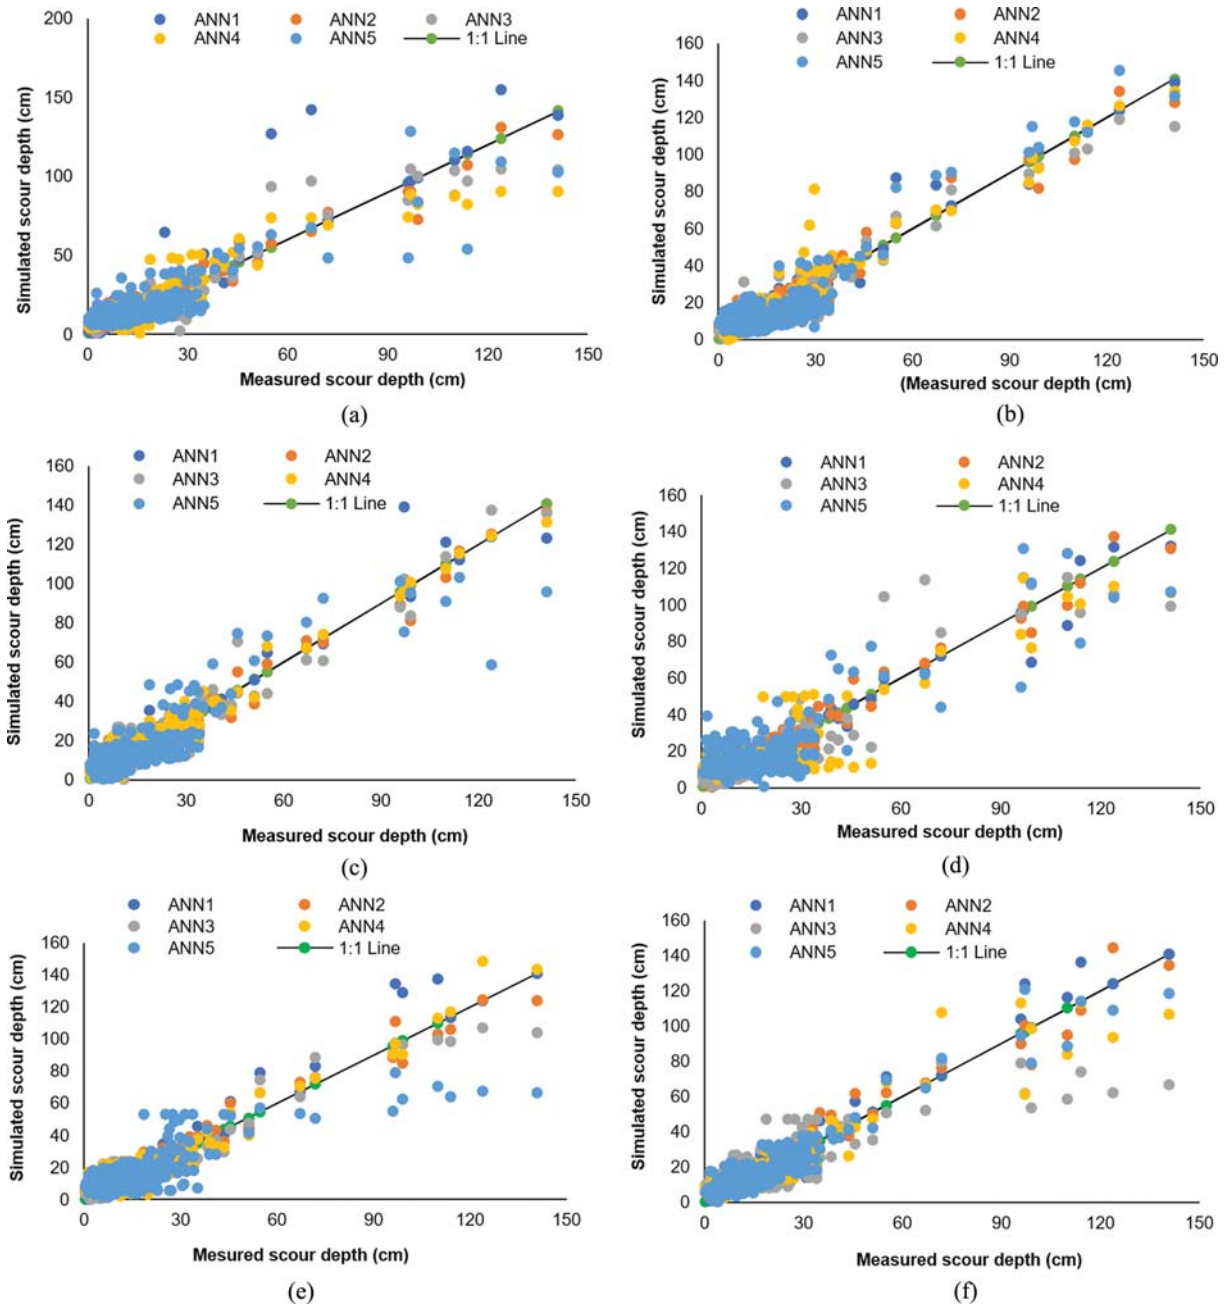 ANN1 ANN2 ANN3
ANN4 ANN5 1:1 Line
Simulated scour depth (cm)
200
150
100
50
0
0 30 60 90 120 150
Measured scour depth (cm)
(a)
ANN1 ANN2
ANN3 ANN4
ANN5 1:1 Line
Simulated scour depth (cm)
160
140
120
100
80
60
40
20
0
0 30 60 90 120 150
(Measured scour depth (cm)
(b)
ANN1 ANN2
ANN3 ANN4
ANN5 1:1 Line
Simulated scour depth (cm)
160
140
120
100
80
60
40
20
0
0 30 60 90 120 150
Measured scour depth (cm)
(c)
ANN1 ANN2
ANN3 ANN4
ANN5 1:1 Line
Simulated scour depth (cm)
160
140
120
100
80
60
40
20
0
0 30 60 90 120 150
Measured scour depth (cm)
(d)
ANN1 ANN2
ANN3 ANN4
ANN5 1:1 Line
Simulated scour depth (cm)
160
140
120
100
80
60
40
20
0
0 30 60 90 120 150
Mesured scour depth (cm)
(e)
ANN1 ANN2
ANN3 ANN4
ANN5 1:1 Line
Simulated scour depth (cm)
160
140
120
100
80
60
40
20
0
0 30 60 90 120 150
Measured scour depth (cm)
(f)